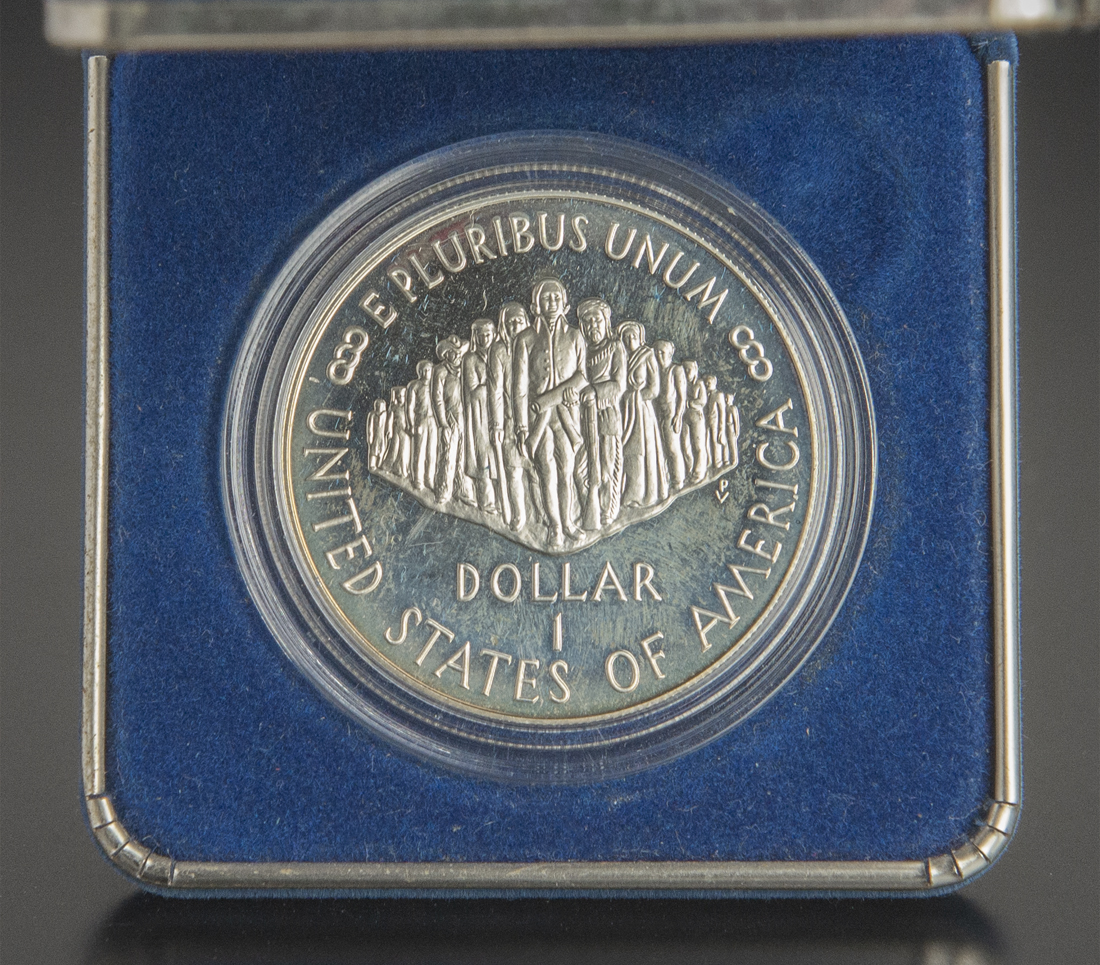 E PLURIBUS UNUM
DOLLAR
1
UNITED STATES OF AMERICA